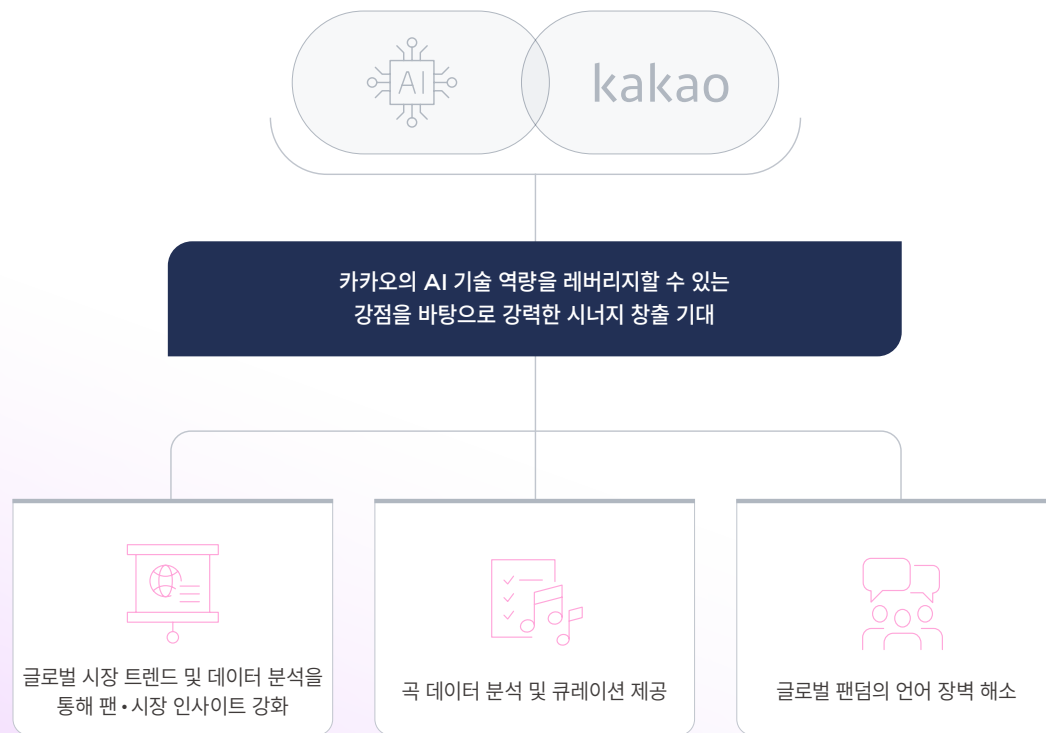 AI
kakao
카카오의 AI 기술 역량을 레버리지할 수 있는
강점을 바탕으로 강력한 시너지 창출 기대
글로벌 시장 트렌드 및 데이터 분석을
통해 팬•시장 인사이트 강화
곡 데이터 분석 및 큐레이션 제공
글로벌 팬덤의 언어 장벽 해소